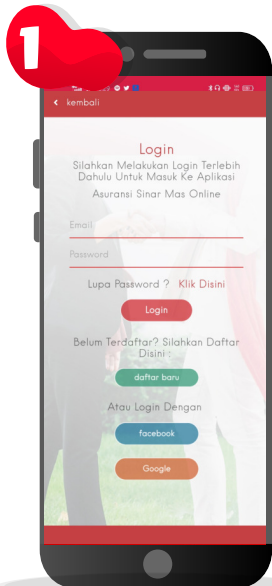 1
kembali
Login
Silahkan Melakukan Login Terlebih
Dahulu Untuk Masuk Ke Aplikasi
Asuransi Sinar Mas Online
Email
Password
Lupa Password ? Klik Disini
Login
Belum Terdaftar? Silahkan Daftar
Disini :
daftar baru
Atau Login Dengan
facebook
Google